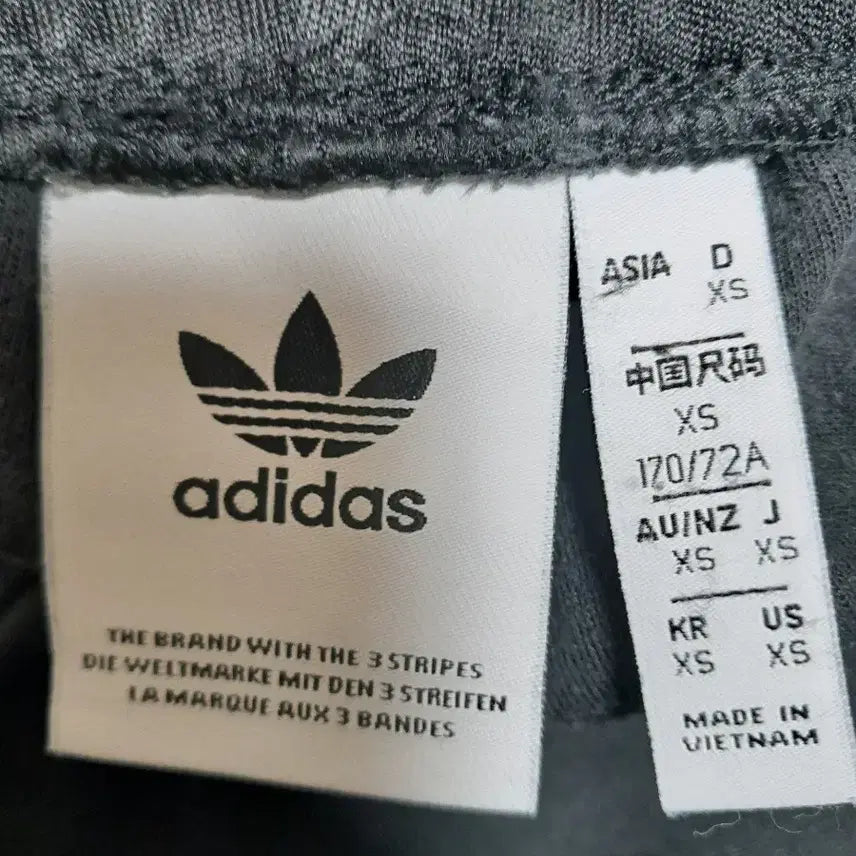 adidas
THE BRAND WITH THE 3 STRIPES
DIE WELTMARKE MIT DEN 3 STREIFEN
LA MARQUE AUX 3 BANDES
ASIA D
XS
中国尺码
XS
170/72A
AU/NZ J
XS XS
KR US
XS XS
MADE IN
VIETNAM